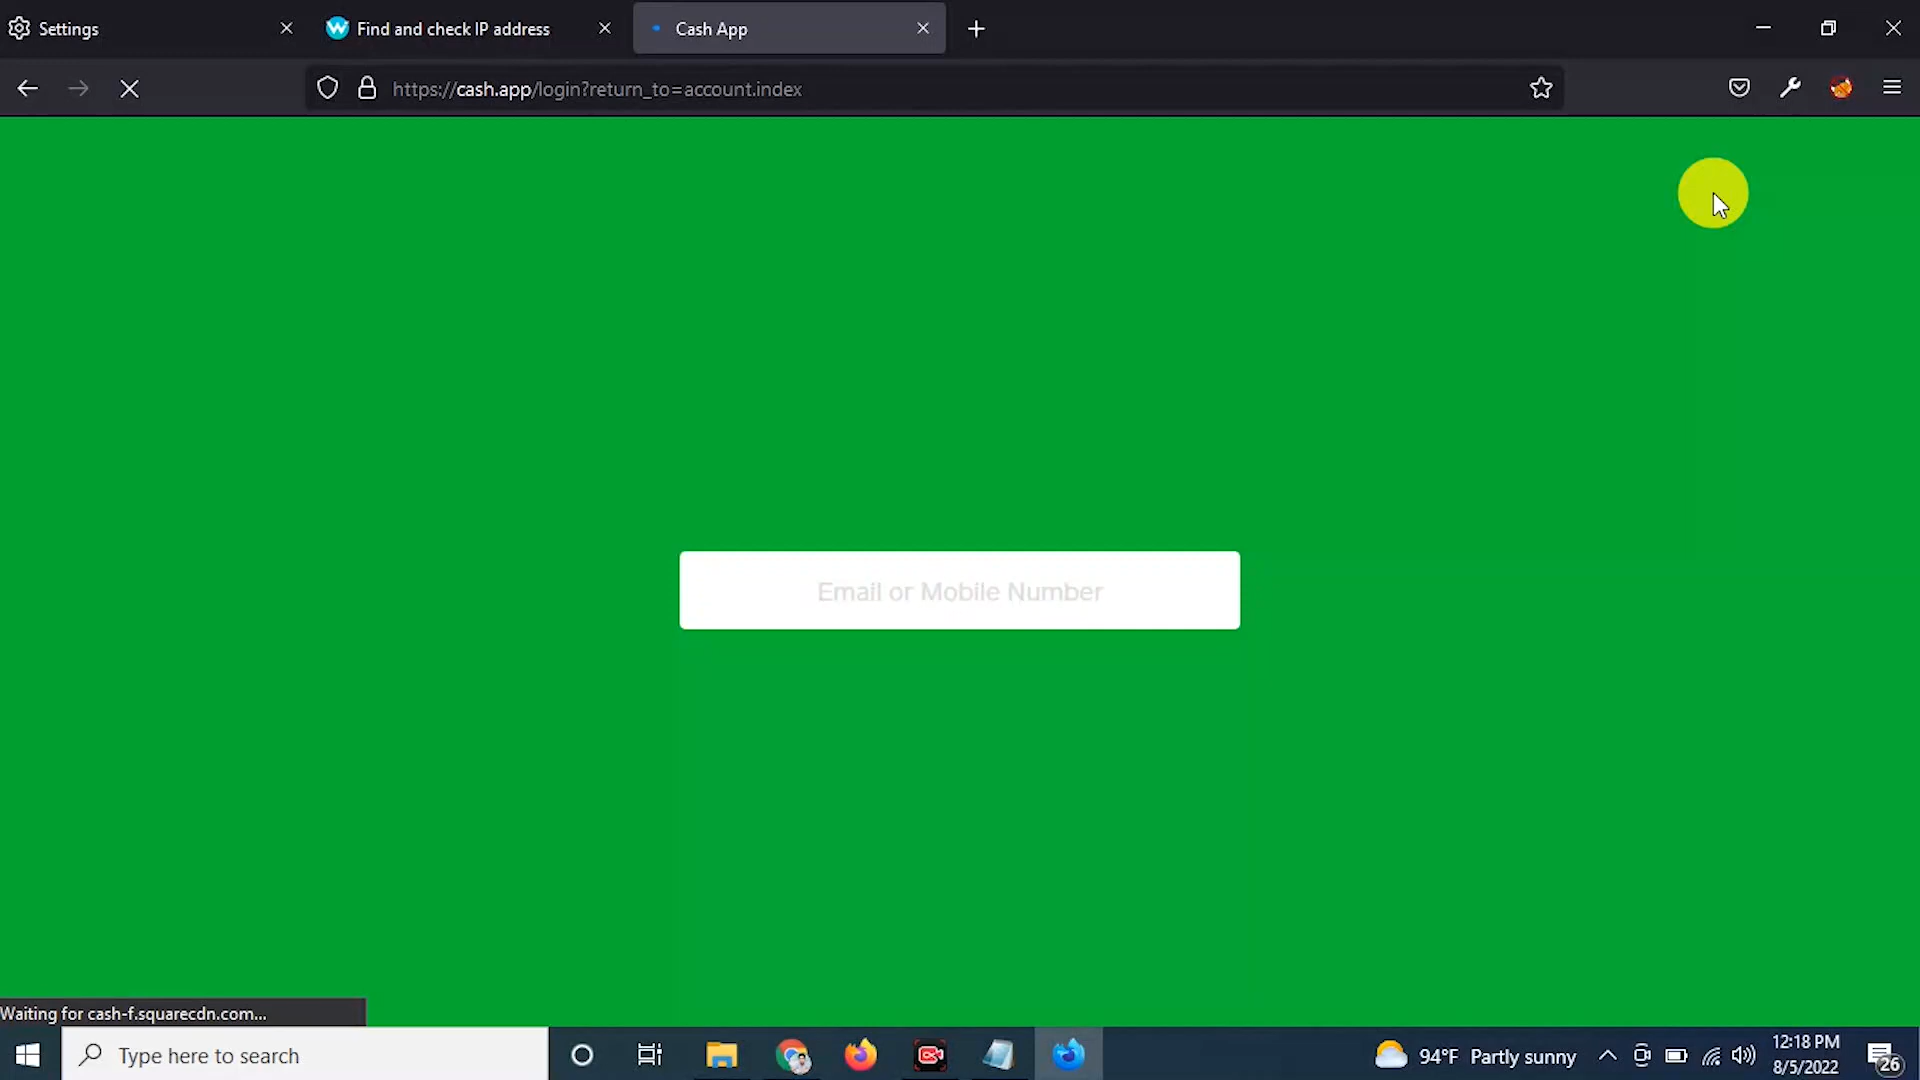 Settings
Find and check IP address
Cash App
https://cash.app/login?return_to=account.index
Email or Mobile Number
Waiting for cash-f.squarecdn.com...
Type here to search
94°F Partly sunny
12:18 PM
8/5/2022
26